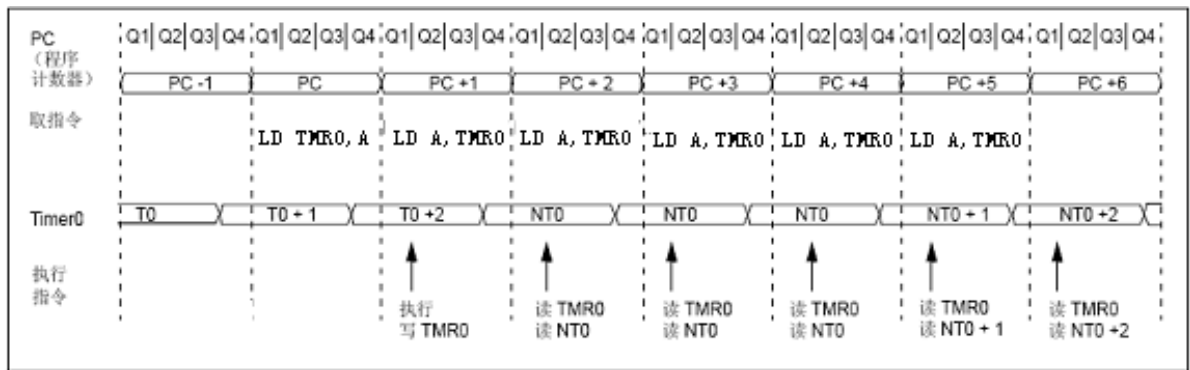 PC
（程序
计数器）
Q1 Q2 Q3 Q4 Q1 Q2 Q3 Q4 Q1 Q2 Q3 Q4 Q1 Q2 Q3 Q4 Q1 Q2 Q3 Q4 Q1 Q2 Q3 Q4 Q1 Q2 Q3 Q4 Q1 Q2 Q3 Q4
PC -1 PC PC +1 PC + 2 PC +3 PC +4 PC +5 PC +6
取指令
LD TMR0, A LD A, TMR0 LD A, TMR0 LD A, TMR0 LD A, TMR0 LD A, TMR0
Timer0 T0 T0 + 1 T0 +2 NT0 NT0 NT0 NT0 + 1 NT0 +2
执行
指令
执行 读 TMR0 读 TMR0 读 TMR0 读 TMR0 读 TMR0
写 TMR0 读 NT0 读 NT0 读 NT0 读 NT0 + 1 读 NT0 +2